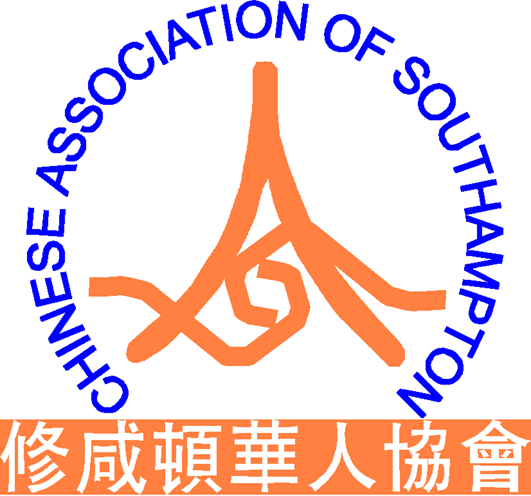 CHINESE ASSOCIATION OF SOUTHAMPTON
修咸頓華人協會